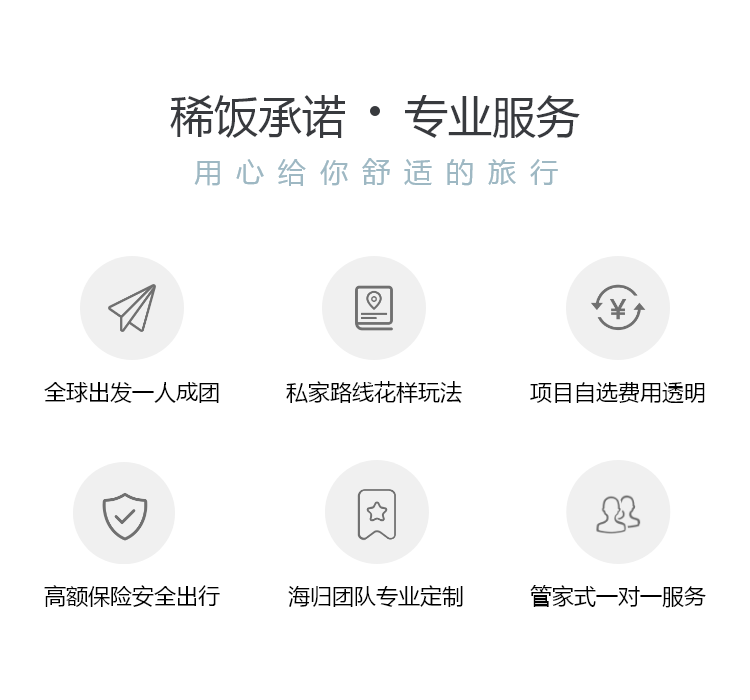 稀饭承诺·专业服务
用心给你舒适的旅行
¥
全球出发一人成团
私家路线花样玩法
项目自选费用透明
高额保险安全出行
海归团队专业定制
管家式一对一服务